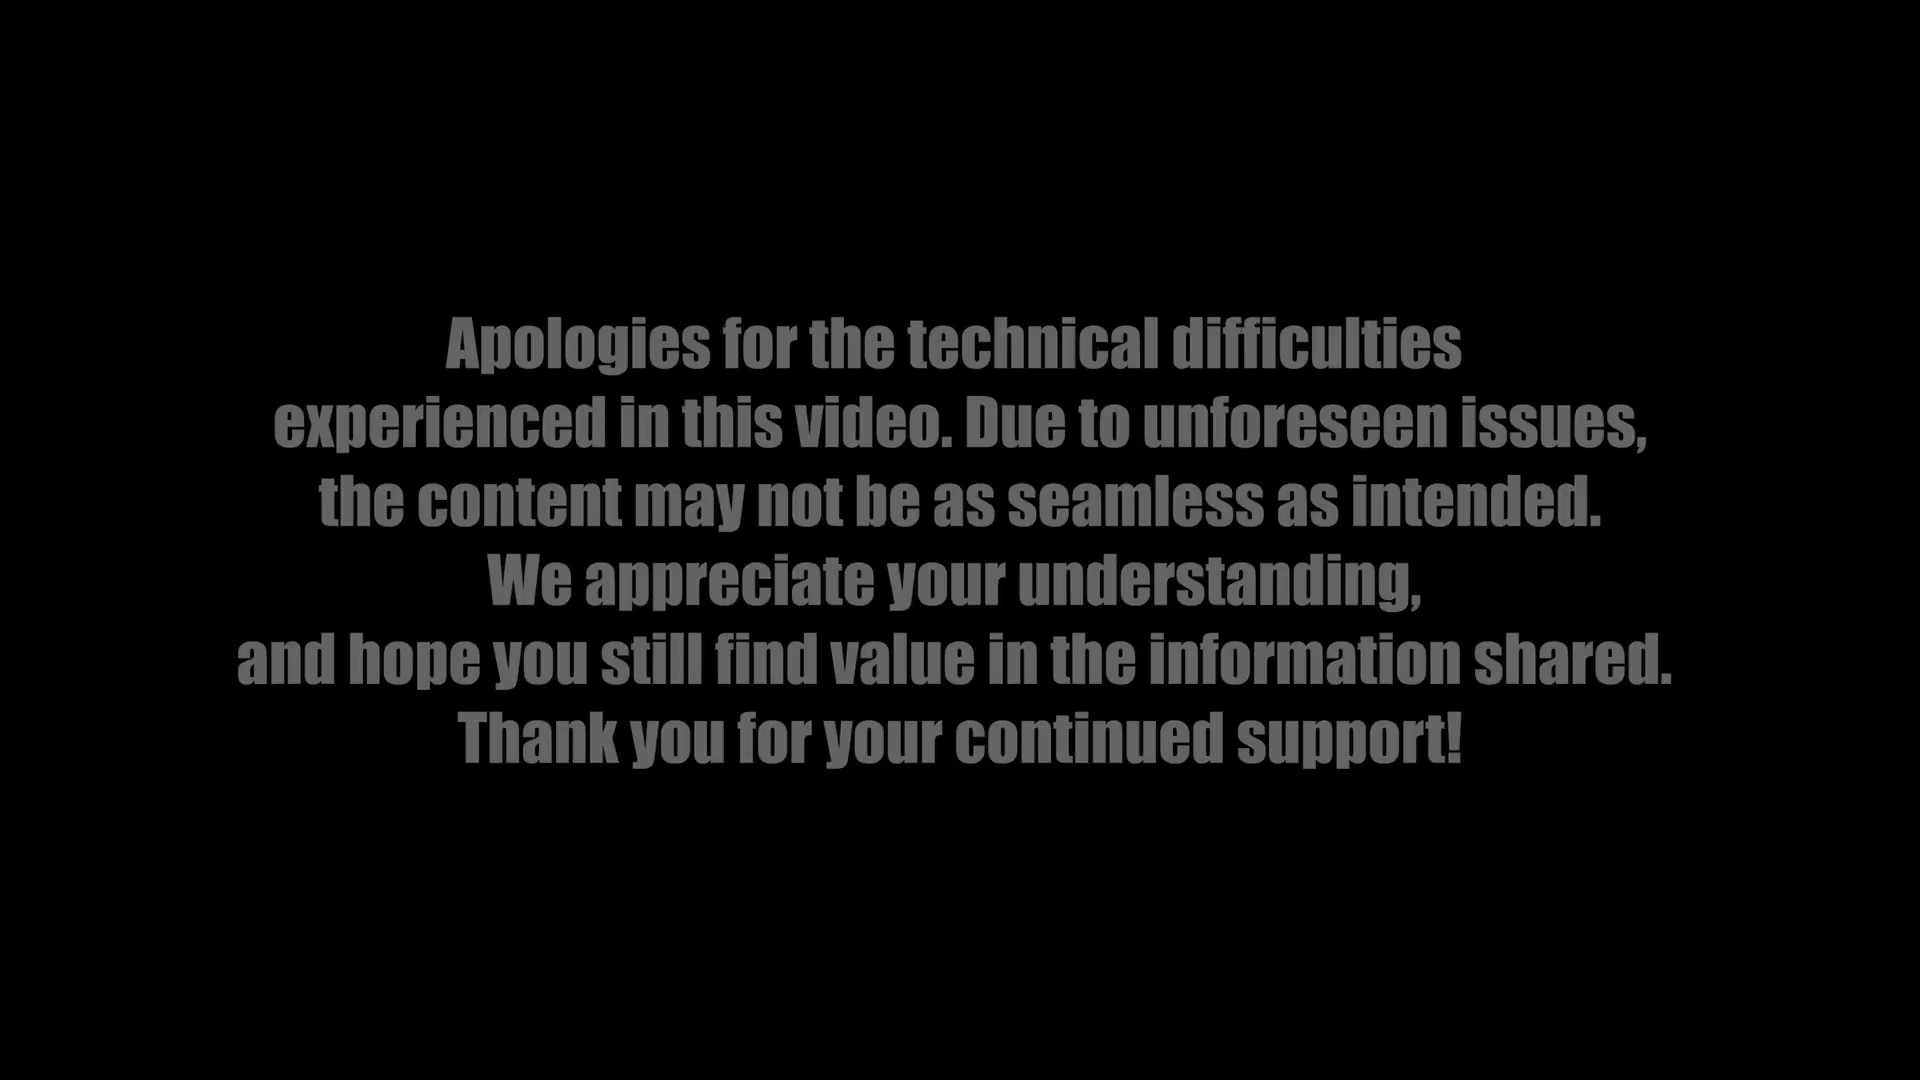 Apologies for the technical difficulties
experienced in this video. Due to unforeseen issues,
the content may not be as seamless as intended.
We appreciate your understanding,
and hope you still find value in the information shared.
Thank you for your continued support!